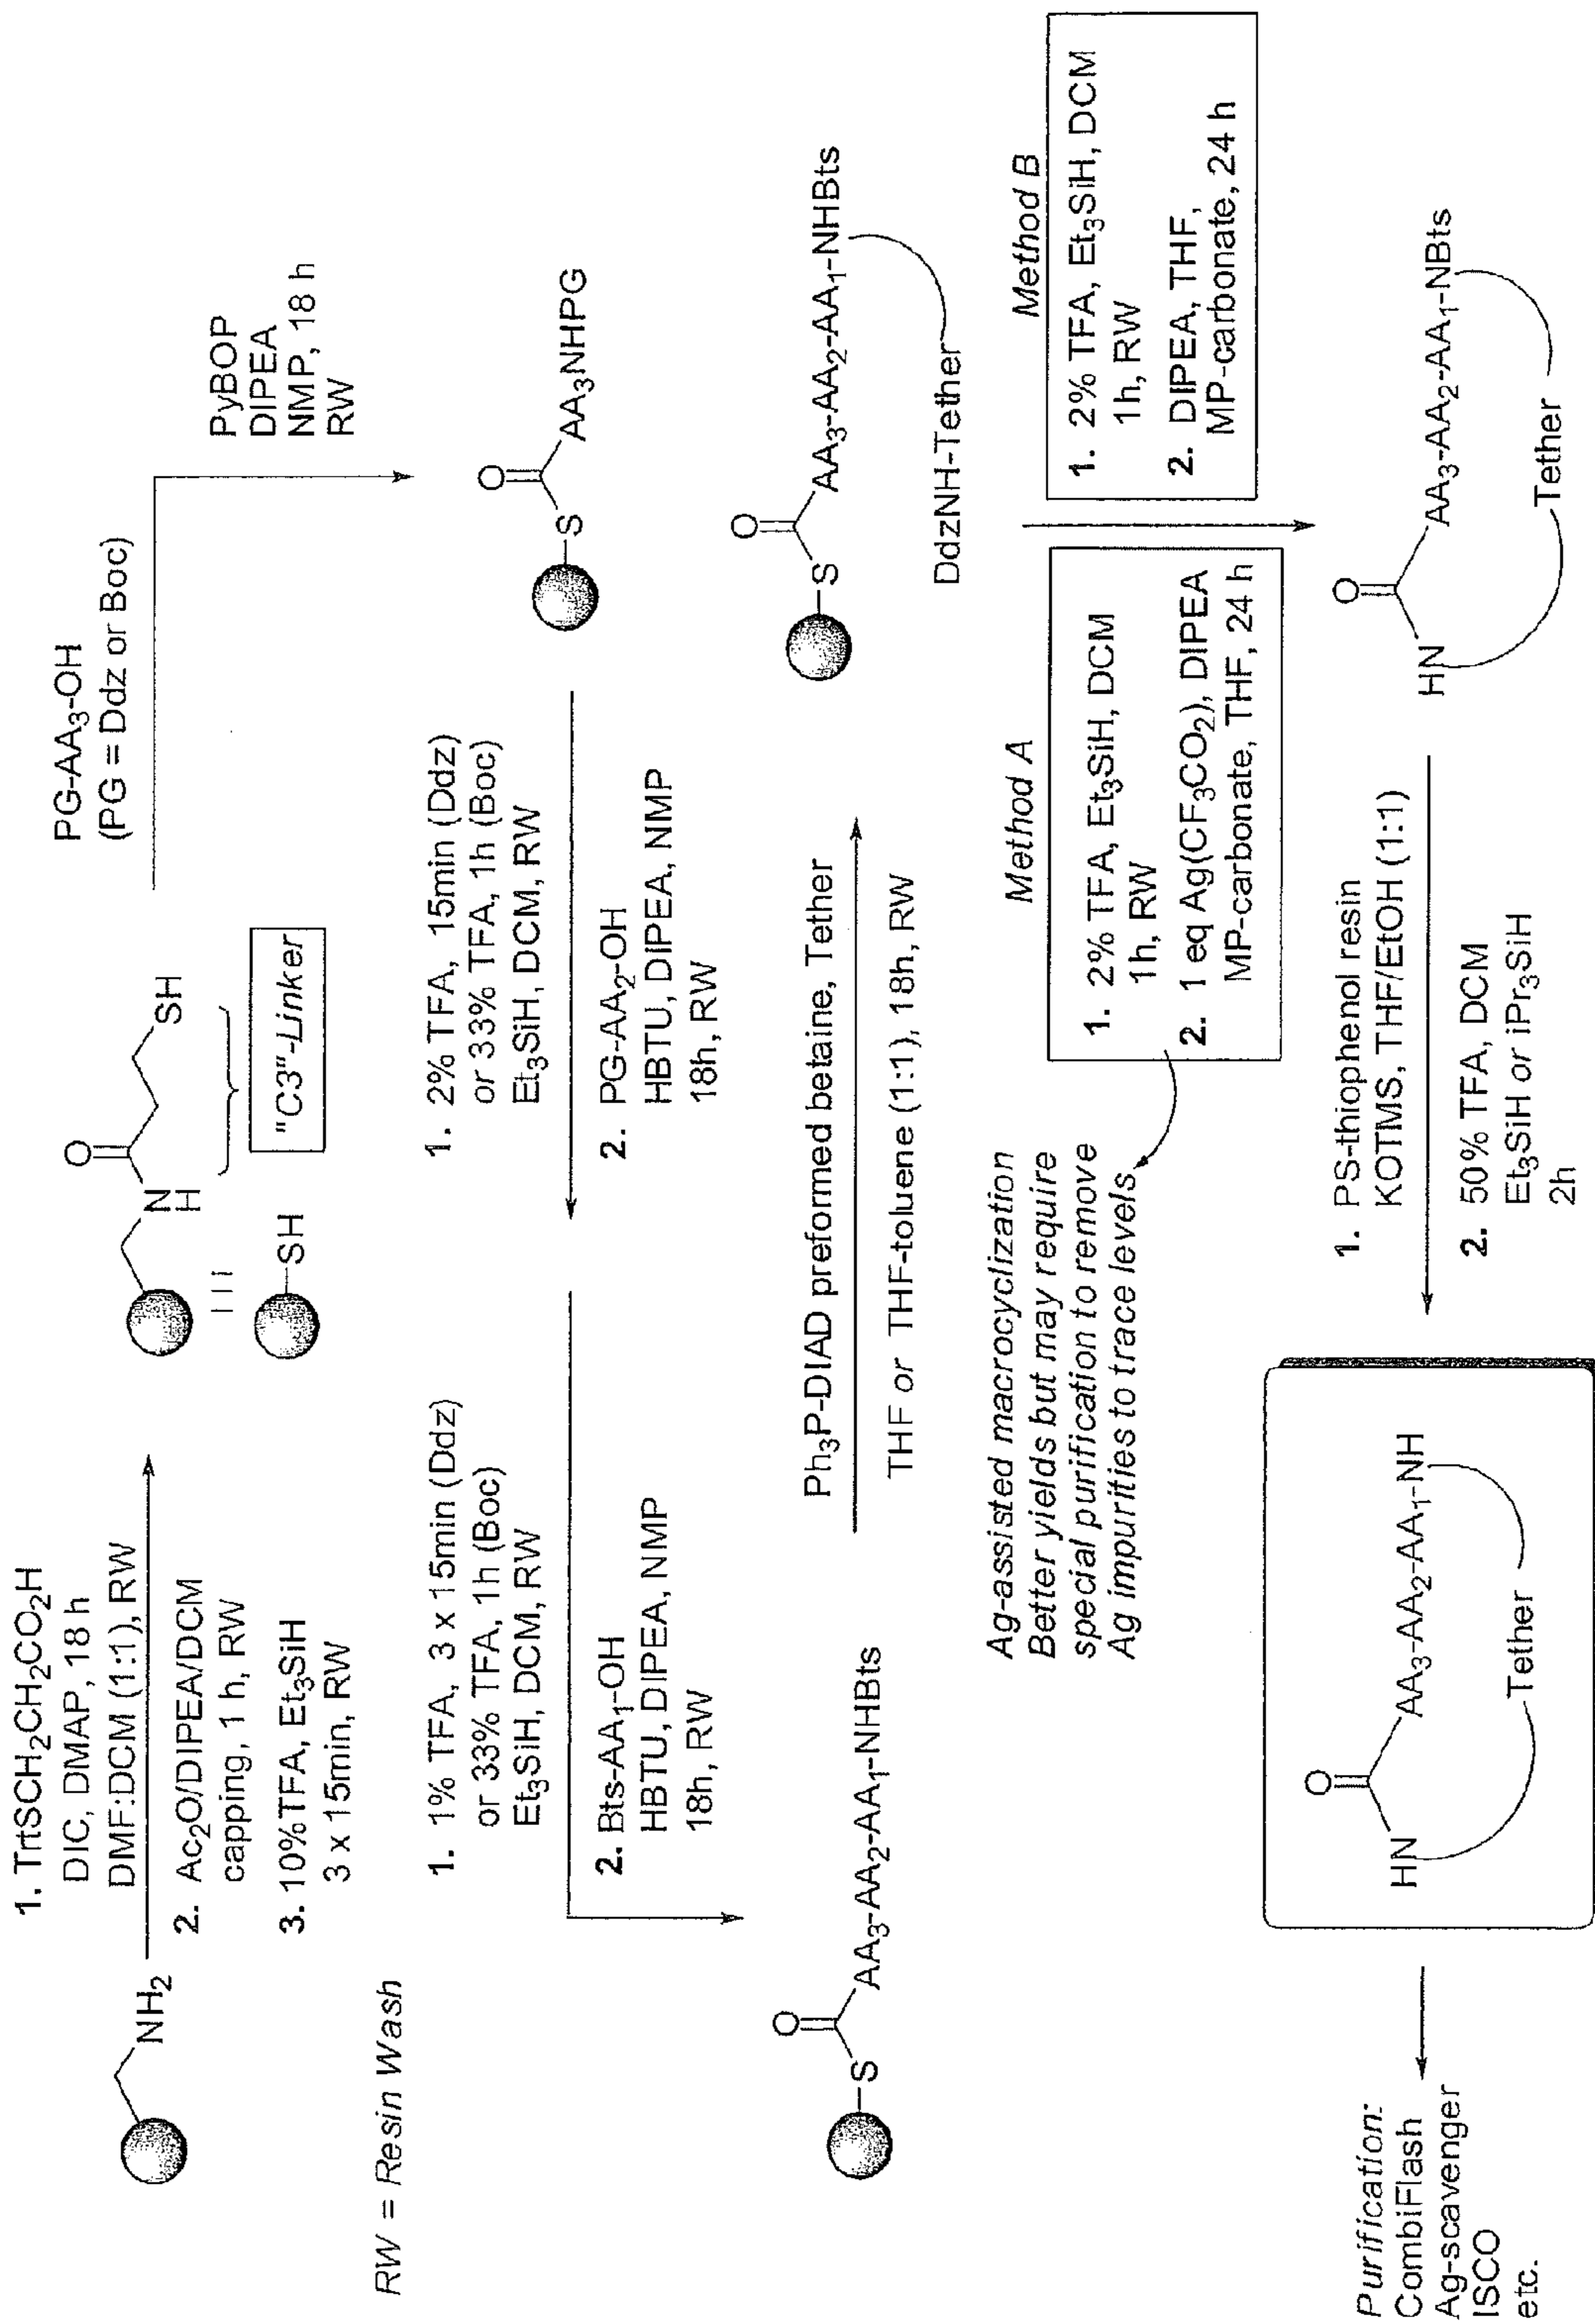 1. TrtSCH2CH2CO2H
DIC, DMAP, 18 h
DMF:DCM (1:1), RW
2. Ac2O/DIPEA/DCM
capping, 1 h, RW
3. 10%TFA, Et3SiH
3 x 15min, RW
NH2
O
N
H
SH
"C3"-Linker
SH
PG-AA3-OH
(PG = Ddz or Boc)
PyBOP
DIPEA
NMP, 18 h
RW
RW = Resin Wash
O
S
AA3NHPG
1. 2% TFA, 15min (Ddz)
or 33% TFA, 1h (Boc)
Et3SiH, DCM, RW
2. PG-AA2-OH
HBTU, DIPEA, NMP
18h, RW
1. 1% TFA, 3 x 15min (Ddz)
or 33% TFA, 1h (Boc)
Et3SiH, DCM, RW
2. Bts-AA1-OH
HBTU, DIPEA, NMP
18h, RW
O
S
AA3-AA2-AA1-NHBts
Ph3P-DIAD preformed betaine, Tether
THF or THF-toluene (1:1), 18h, RW
O
S
AA3-AA2-AA1-NHBts
DdzNH-Tether
Ag-assisted macrocyclization
Better yields but may require
special purification to remove
Ag impurities to trace levels
Method A
1. 2% TFA, Et3SiH, DCM
1h, RW
2. 1 eq Ag(CF3CO2), DIPEA
MP-carbonate, THF, 24 h
Method B
1. 2% TFA, Et3SiH, DCM
1h, RW
2. DIPEA, THF,
MP-carbonate, 24 h
O
HN
AA3-AA2-AA1-NBts
Tether
1. PS-thiophenol resin
KOTMS, THF/EtOH (1:1)
2. 50% TFA, DCM
Et3SiH or iPr3SiH
2h
O
HN
AA3-AA2-AA1-NH
Tether
Purification:
CombiFlash
Ag-scavenger
ISCO
etc.